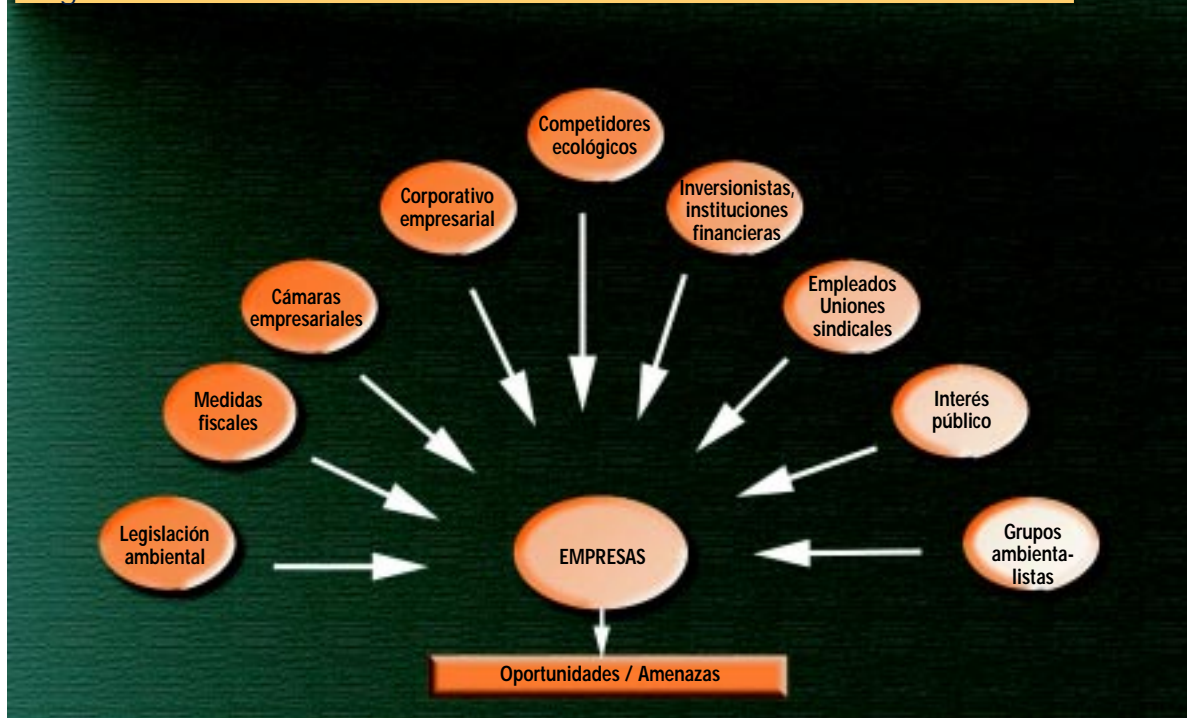 Competidores
ecológicos
Corporativo
empresarial
Inversionistas,
instituciones
financieras
Cámaras
empresariales
Empleados
Uniones
sindicales
Medidas
fiscales
Interés
público
Legislación
ambiental
EMPRESAS
Grupos
ambienta-
listas
Oportunidades / Amenazas